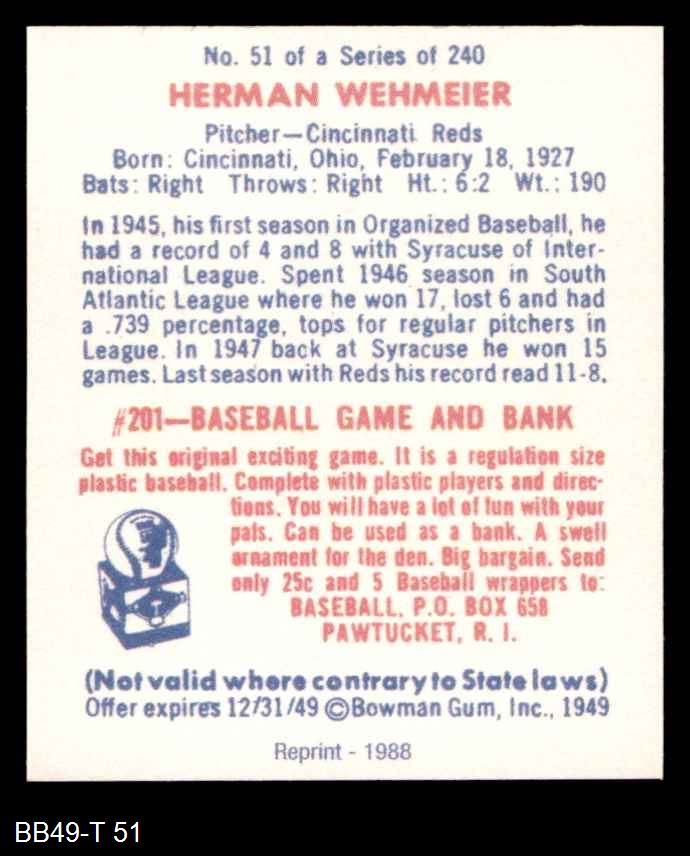 No. 51 of a Series of 240
HERMAN WEHMEIER
Pitcher—Cincinnati Reds
Born: Cincinnati, Ohio, February 18, 1927
Bats: Right Throws: Right Ht.: 6:2 Wt.: 190
In 1945, his first season in Organized Baseball, he
had a record of 4 and 8 with Syracuse of Inter-
national League. Spent 1946 season in South
Atlantic League where he won 17, lost 6 and had
a .739 percentage, tops for regular pitchers in
League. In 1947 back at Syracuse he won 15
games. Last season with Reds his record read 11-8.
#201—BASEBALL GAME AND BANK
Get this original exciting game. It is a regulation size
plastic baseball. Complete with plastic players and direc-
tions. You will have a lot of fun with your
pals. Can be used as a bank. A swell
ornament for the den. Big bargain. Send
only 25c and 5 Baseball wrappers to:
BASEBALL, P.O. BOX 658
PAWTUCKET, R. I.
(Not valid where contrary to State laws)
Offer expires 12/31/49 ©Bowman Gum, Inc., 1949
Reprint - 1988
BB49-T 51